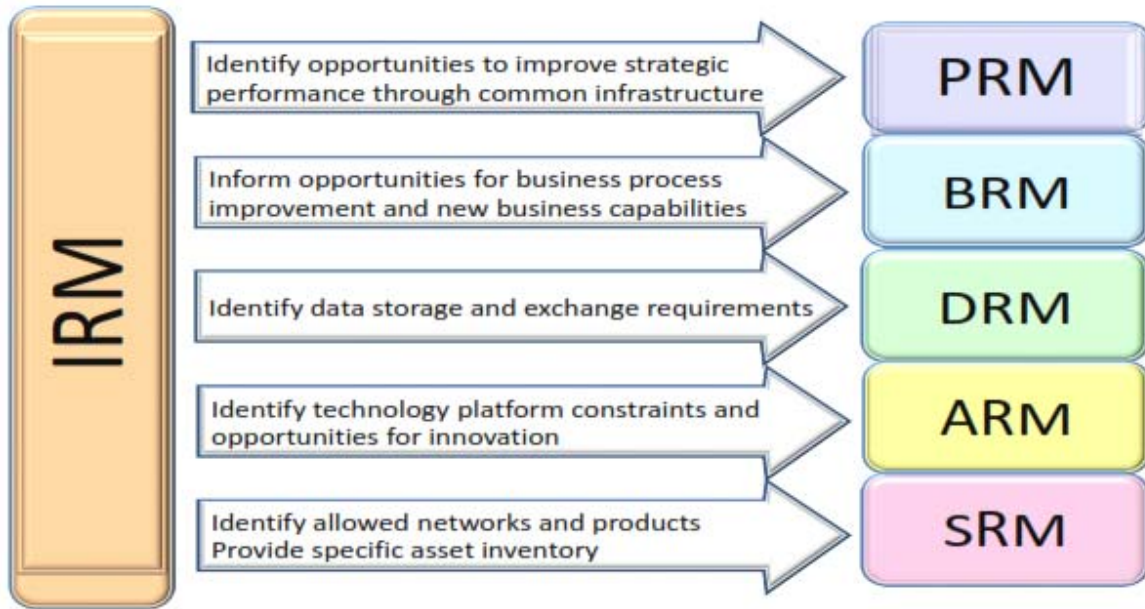 IRM
Identify opportunities to improve strategic
performance through common infrastructure
PRM
Inform opportunities for business process
improvement and new business capabilities
BRM
Identify data storage and exchange requirements
DRM
Identify technology platform constraints and
opportunities for innovation
ARM
Identify allowed networks and products
Provide specific asset inventory
SRM